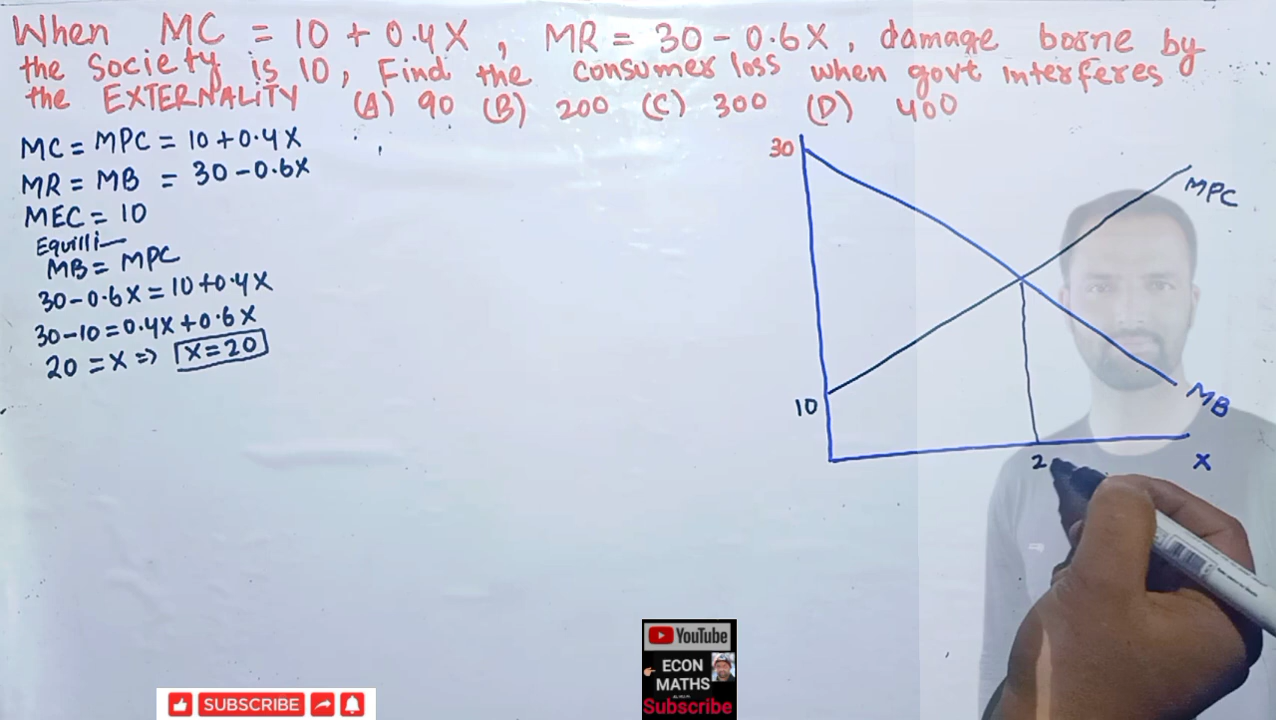 When MC = 10 + 0.4X , MR = 30 - 0.6X , damage borne by
the society is 10, Find the consumer loss when govt interferes
the EXTERNALITY (A) 90 (B) 200 (C) 300 (D) 400
MC = MPC = 10 + 0.4X
MR = MB = 30 - 0.6X
MEC = 10
Equilli
MB = MPC
30 - 0.6X = 10 + 0.4X
30 - 10 = 0.4X + 0.6X
20 = X => X = 20
30
MPC
10
MB
2
X
YouTube
ECON
MATHS
Subscribe
SUBSCRIBE